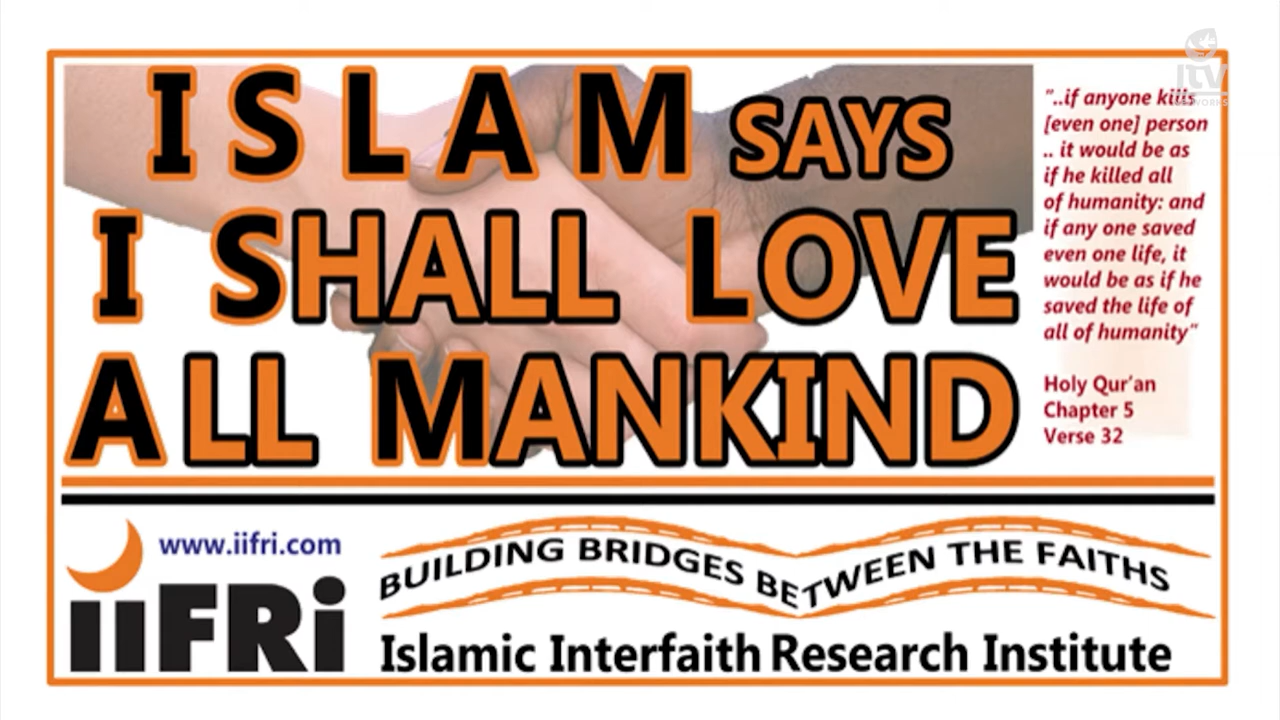 ISLAM SAYS
I SHALL LOVE
ALL MANKIND
"..if anyone kills
[even one] person
.. it would be as
if he killed all
of humanity: and
if any one saved
even one life, it
would be as if he
saved the life of
all of humanity"
Holy Qur'an
Chapter 5
Verse 32
www.iifri.com
iiFRi
BUILDING BRIDGES BETWEEN THE FAITHS
Islamic Interfaith Research Institute
iTV
NETWORKS